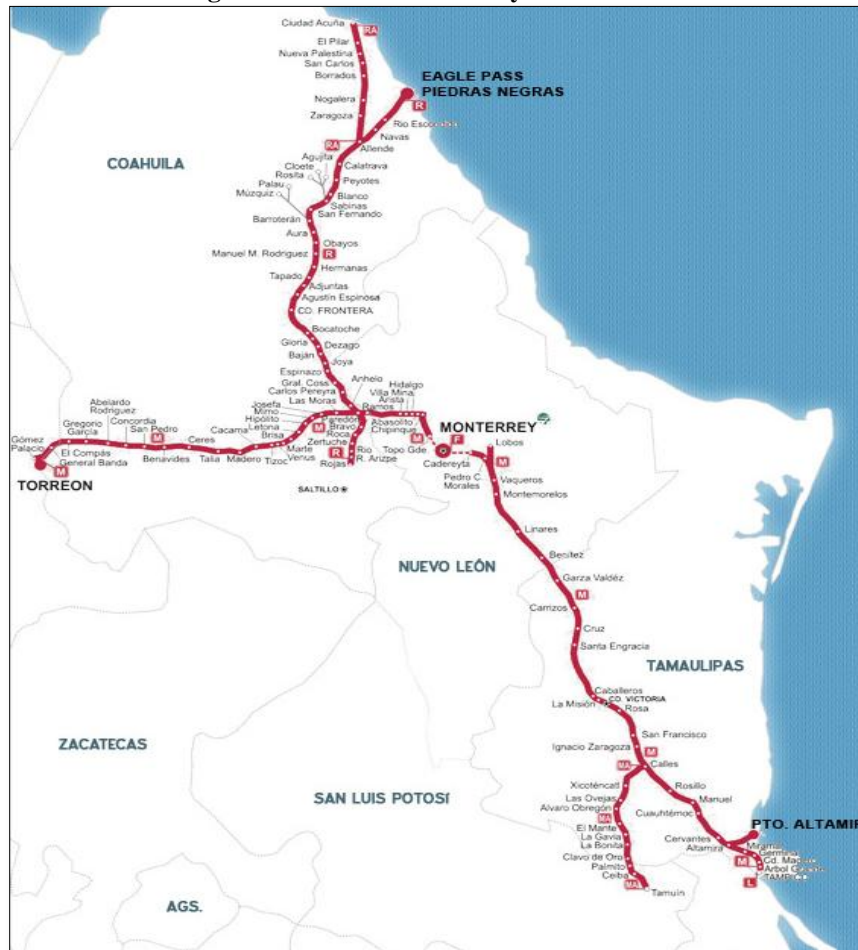 Ciudad Acuña
RA
El Pilar
Nueva Palestina
San Carlos
Borrados
EAGLE PASS
PIEDRAS NEGRAS
R
Nogalera
Zaragoza
Rio Escondido
Navas
RA
Allende
COAHUILA
Agujita
Cloete
Rosita
Calatrava
Palau
Múzquiz
Peyotes
Blanco
Sabinas
San Fernando
Barroterán
Aura
Obayos
Manuel M. Rodriguez
R
Hermanas
Tapado
Adjuntas
Agustín Espinosa
CD. FRONTERA
Bocatoche
Gloria
Dezago
Baján
Joya
Espinazo
Anhelo
Gral. Coss
Carlos Pereyra
Las Moras
Hidalgo
Villa Mina
Arista
Ramos
Josefa
Mimo
Hipólito
Letona
Brisa
Paredón
M
Bravo
Roca
Zertuche
R
Rojas
Abasolito
Chipinque
M
F
MONTERREY
Abelardo
Rodriguez
Gregorio
García
Concordia
San Pedro
M
Ceres
Cacama
Marte
Venus
Gómez
Palacio
El Compás
General Banda
M
Benavides
Talia
Madero
Tizoc
Rio
R. Arizpe
Topo Gde.
Cadereyta
Lobos
M
TORREON
SALTILLO
Pedro C.
Morales
Vaqueros
Montemorelos
Linares
NUEVO LEÓN
Benítez
Garza Valdéz
M
Carrizos
Cruz
Santa Engracia
TAMAULIPAS
Caballeros
La Misión
CD. VICTORIA
Rosa
ZACATECAS
San Francisco
Ignacio Zaragoza
M
MA
Calles
SAN LUIS POTOSÍ
Xicoténcatl
Rosillo
Las Ovejas
Alvaro Obregón
Manuel
MA
Cuauhtémoc
El Mante
La Gavia
La Bonita
PTO. ALTAMIR
Cervantes
Altamira
Miramar
Clavo de Oro
Palmito
Ceiba
M
MA
L
Tamuín
AGS.